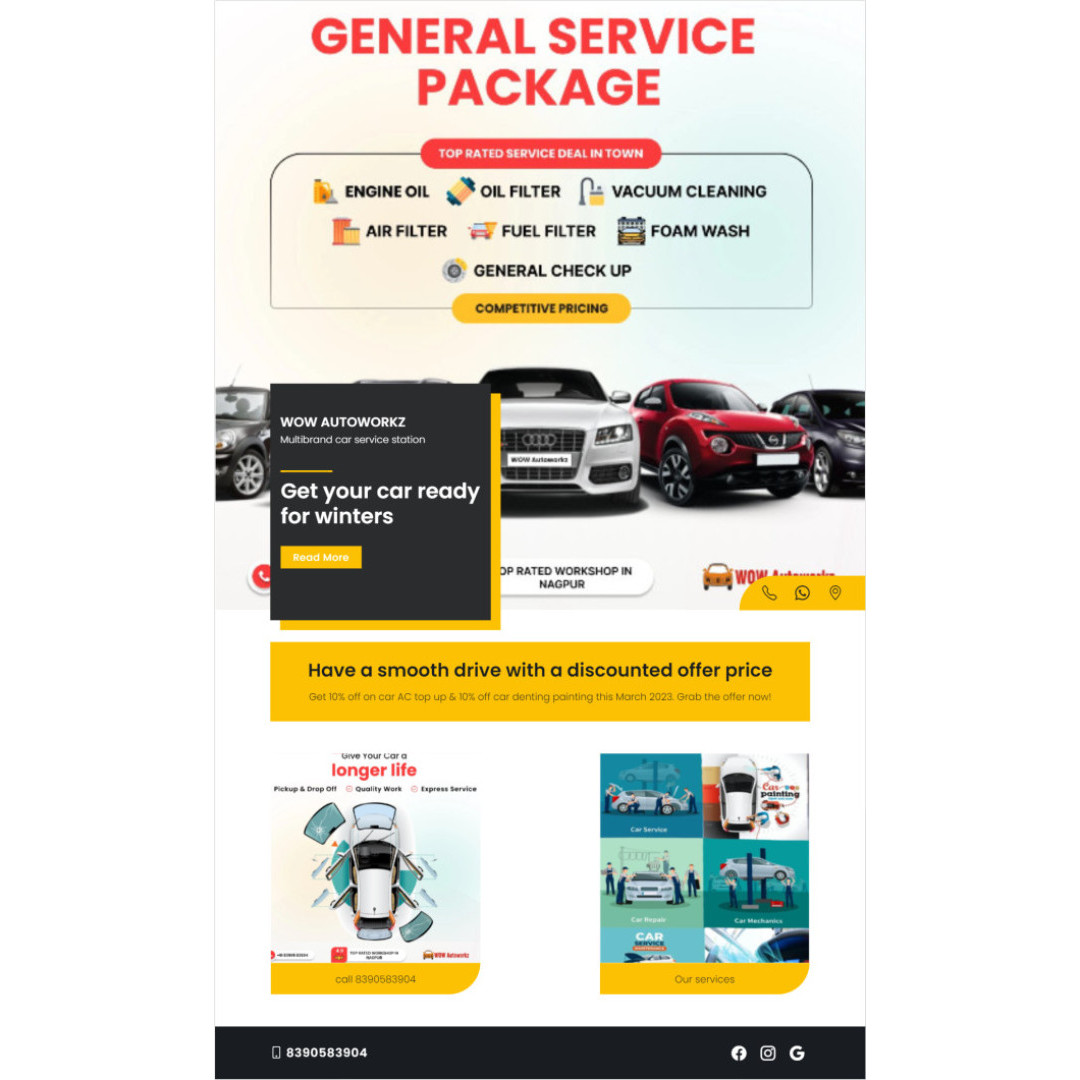 GENERAL SERVICE
PACKAGE
TOP RATED SERVICE DEAL IN TOWN
ENGINE OIL OIL FILTER VACUUM CLEANING
AIR FILTER FUEL FILTER FOAM WASH
GENERAL CHECK UP
COMPETITIVE PRICING
WOW AUTOWORKZ
Multibrand car service station
Get your car ready
for winters
Read More
WOW Autoworkz
OP RATED WORKSHOP IN
NAGPUR
WOW Autoworkz
Have a smooth drive with a discounted offer price
Get 10% off on car AC top up & 10% off car denting painting this March 2023. Grab the offer now!
Give Your Car a
longer life
Pickup & Drop Off Quality Work Express Service
TOP RATED WORKSHOP IN
NAGPUR
WOW Autoworkz
call 8390583904
Car Service
Car
painting
Car Repair
Car Mechanics
CAR
SERVICE
Our services
8390583904